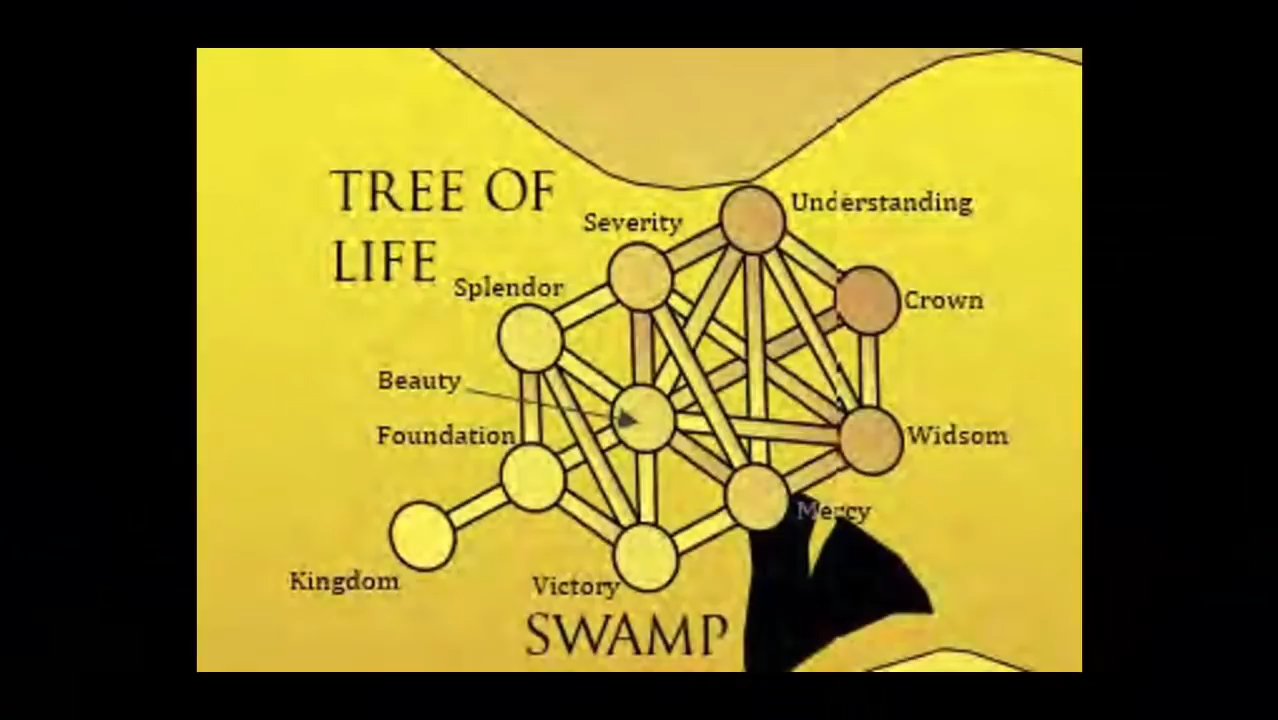 TREE OF
LIFE
Understanding
Severity
Splendor
Crown
Beauty
Foundation
Widsom
Mercy
Kingdom
Victory
SWAMP